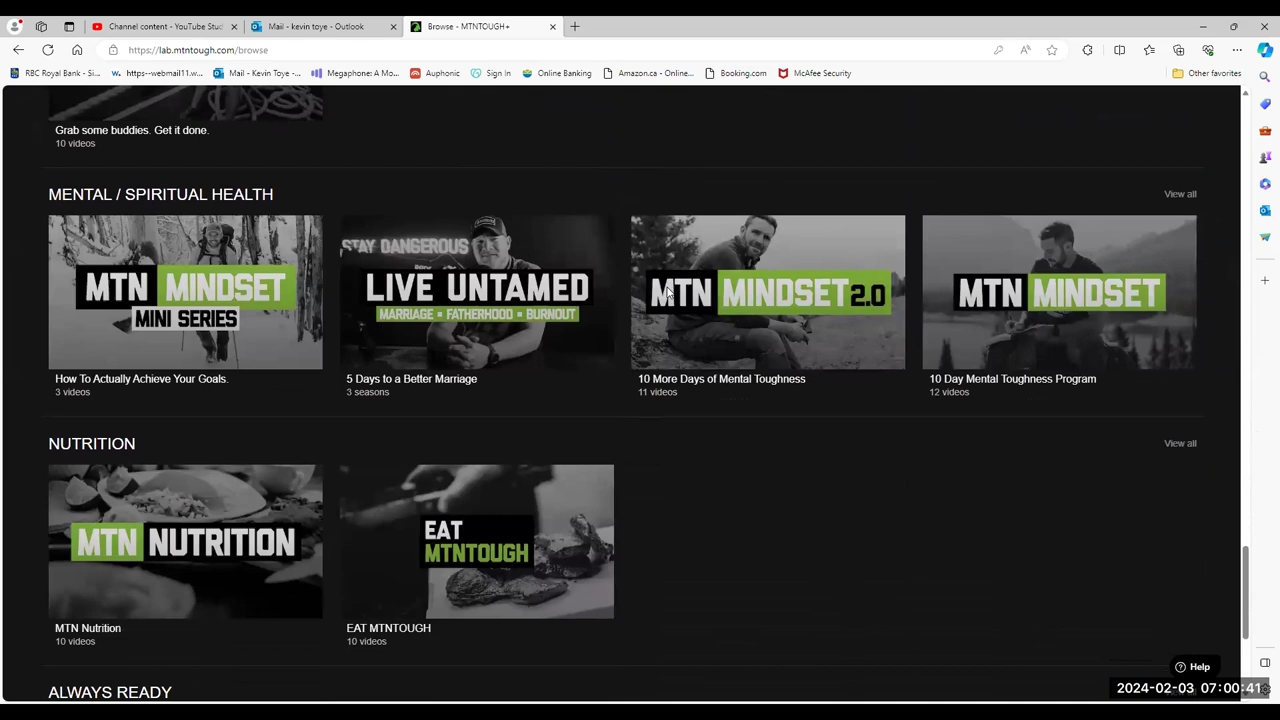 Channel content - YouTube Stud
Mail - kevin toye - Outlook
Browse - MTNTOUGH+
https://lab.mtntough.com/browse
RBC Royal Bank - Si...
https--webmail11.w...
Mail - Kevin Toye -...
Megaphone: A Mo...
Auphonic
Sign In
Online Banking
Amazon.ca - Online...
Booking.com
McAfee Security
Other favorites
Grab some buddies. Get it done.
10 videos
MENTAL / SPIRITUAL HEALTH
View all
MTN MINDSET
MINI SERIES
STAY DANGEROUS
LIVE UNTAMED
MARRIAGE ▪ FATHERHOOD ▪ BURNOUT
MTN MINDSET 2.0
MTN MINDSET
How To Actually Achieve Your Goals.
3 videos
5 Days to a Better Marriage
3 seasons
10 More Days of Mental Toughness
11 videos
10 Day Mental Toughness Program
12 videos
NUTRITION
View all
MTN NUTRITION
EAT
MTNTOUGH
MTN Nutrition
10 videos
EAT MTNTOUGH
10 videos
Help
ALWAYS READY
2024-02-03 07:00:41